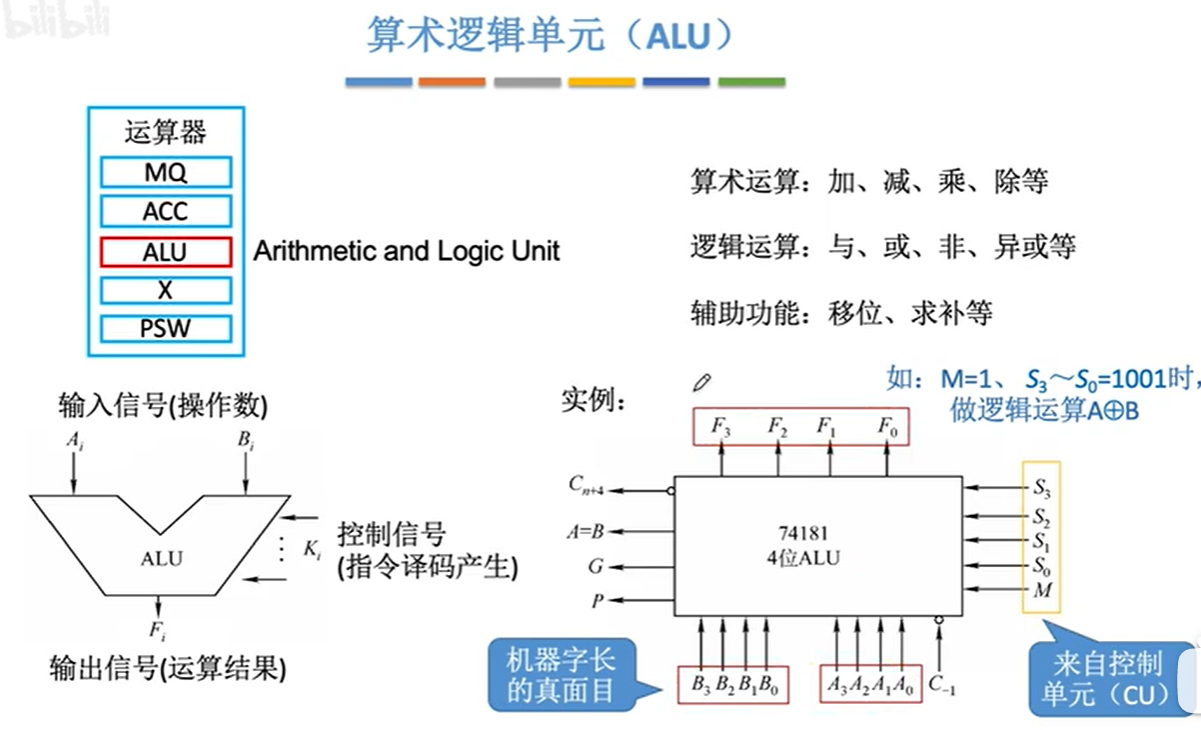 bilibili
算术逻辑单元（ALU）
运算器
MQ
ACC
ALU
X
PSW
Arithmetic and Logic Unit
算术运算：加、减、乘、除等
逻辑运算：与、或、非、异或等
辅助功能：移位、求补等
输入信号(操作数)
Ai Bi
ALU
Ki
控制信号
(指令译码产生)
Fi
输出信号(运算结果)
实例：
如：M=1、 S3～S0=1001时，
做逻辑运算A⊕B
F3 F2 F1 F0
Cn+4
A=B
G
P
74181
4位ALU
S3
S2
S1
S0
M
B3 B2 B1 B0 A3 A2 A1 A0 C-1
机器字长
的真面目
来自控制
单元（CU）